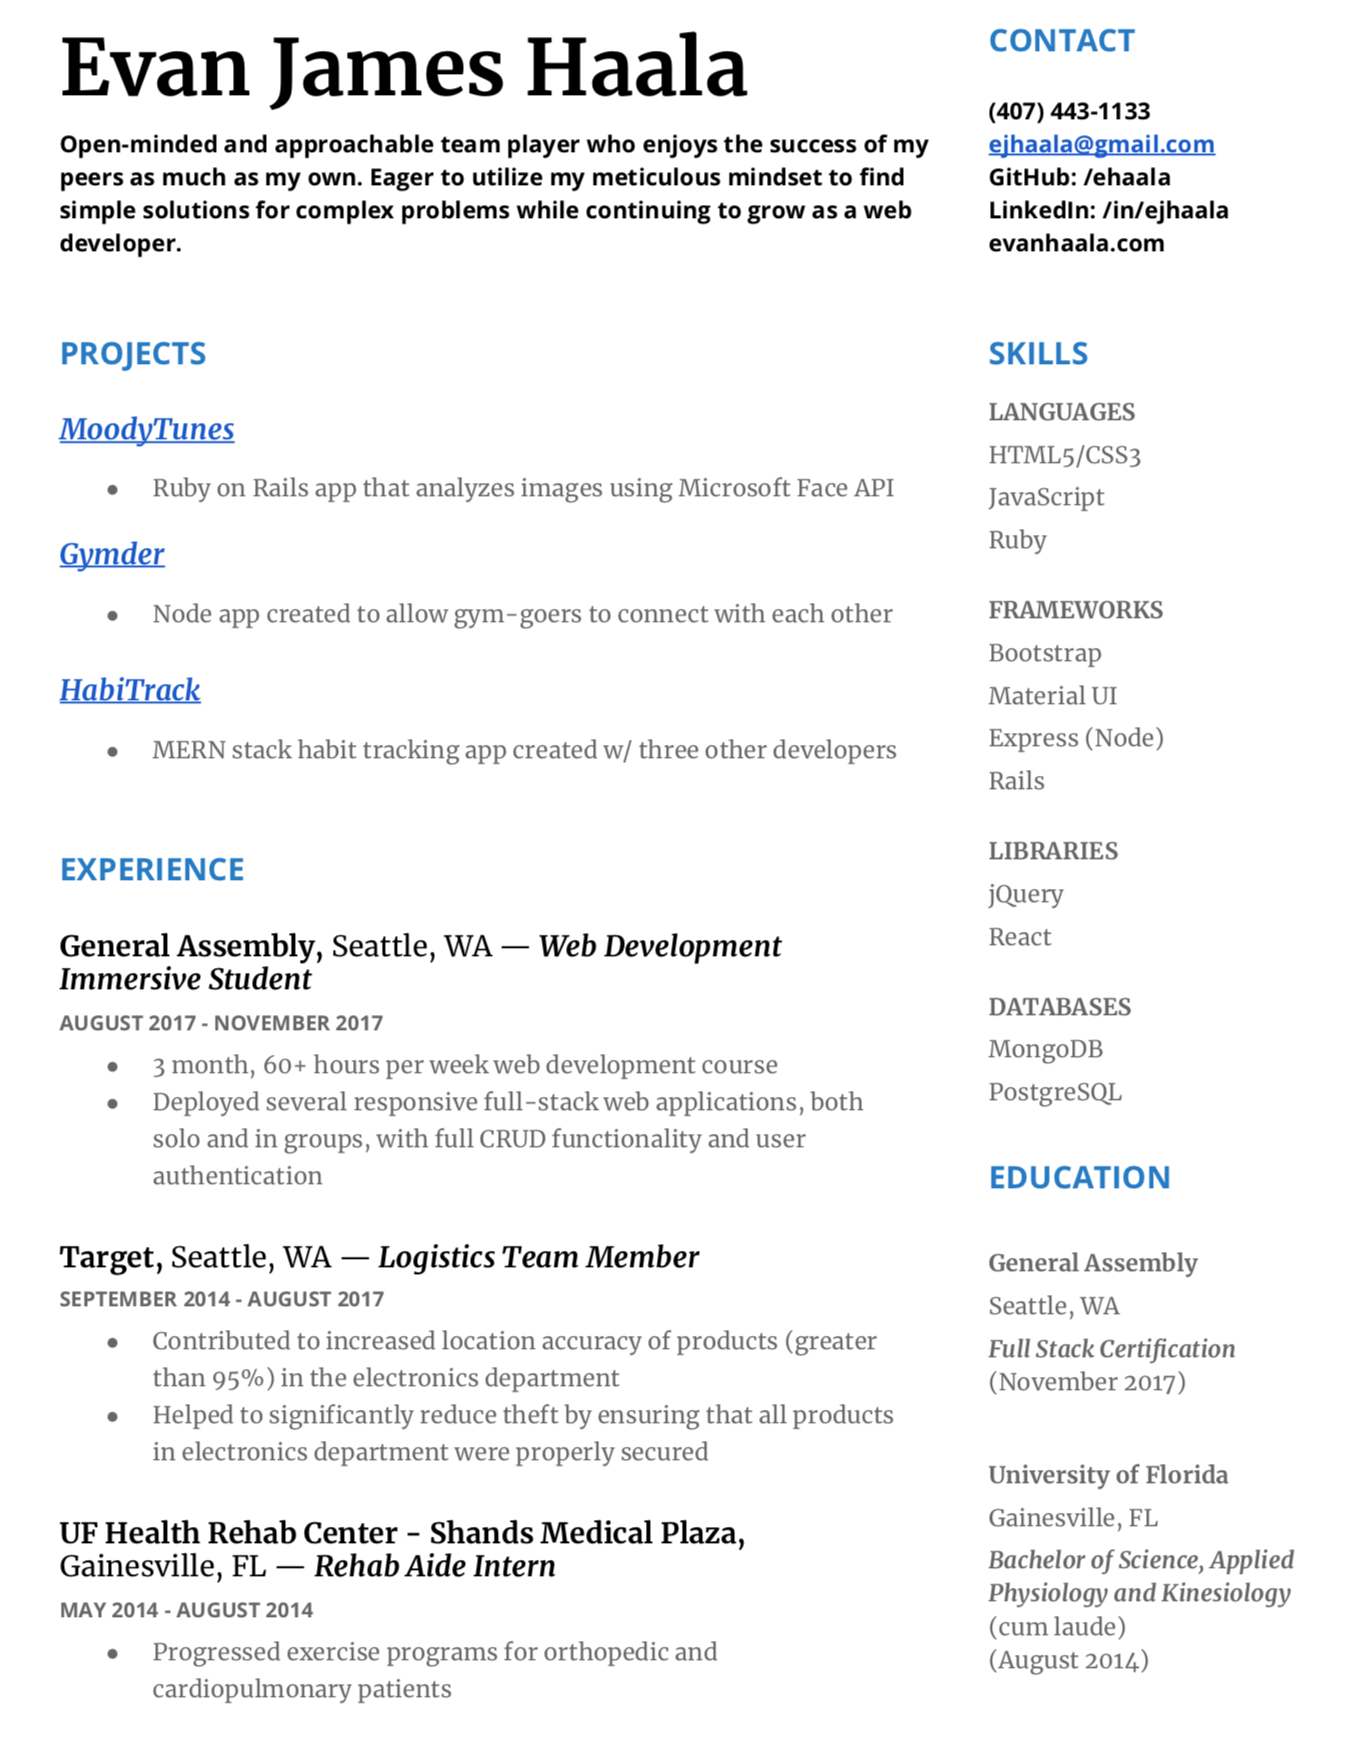 Evan James Haala
Open-minded and approachable team player who enjoys the success of my
peers as much as my own. Eager to utilize my meticulous mindset to find
simple solutions for complex problems while continuing to grow as a web
developer.
CONTACT
(407) 443-1133
ejhaala@gmail.com
GitHub: /ehaala
LinkedIn: /in/ejhaala
evanhaala.com
PROJECTS
MoodyTunes
● Ruby on Rails app that analyzes images using Microsoft Face API
Gymder
● Node app created to allow gym-goers to connect with each other
HabiTrack
● MERN stack habit tracking app created w/ three other developers
EXPERIENCE
General Assembly, Seattle, WA — Web Development
Immersive Student
AUGUST 2017 - NOVEMBER 2017
● 3 month, 60+ hours per week web development course
● Deployed several responsive full-stack web applications, both
solo and in groups, with full CRUD functionality and user
authentication
Target, Seattle, WA — Logistics Team Member
SEPTEMBER 2014 - AUGUST 2017
● Contributed to increased location accuracy of products (greater
than 95%) in the electronics department
● Helped to significantly reduce theft by ensuring that all products
in electronics department were properly secured
UF Health Rehab Center - Shands Medical Plaza,
Gainesville, FL — Rehab Aide Intern
MAY 2014 - AUGUST 2014
● Progressed exercise programs for orthopedic and
cardiopulmonary patients
SKILLS
LANGUAGES
HTML5/CSS3
JavaScript
Ruby
FRAMEWORKS
Bootstrap
Material UI
Express (Node)
Rails
LIBRARIES
jQuery
React
DATABASES
MongoDB
PostgreSQL
EDUCATION
General Assembly
Seattle, WA
Full Stack Certification
(November 2017)
University of Florida
Gainesville, FL
Bachelor of Science, Applied
Physiology and Kinesiology
(cum laude)
(August 2014)